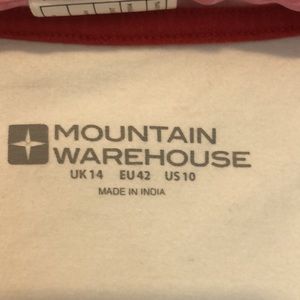 MOUNTAIN
WAREHOUSE
UK 14 EU 42 US 10
MADE IN INDIA